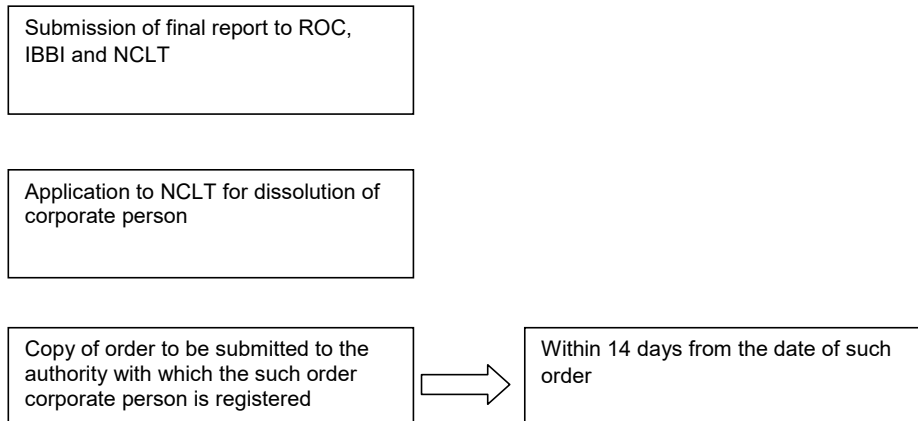 Submission of final report to ROC,
IBBI and NCLT
Application to NCLT for dissolution of
corporate person
Copy of order to be submitted to the
authority with which the such order
corporate person is registered
Within 14 days from the date of such
order